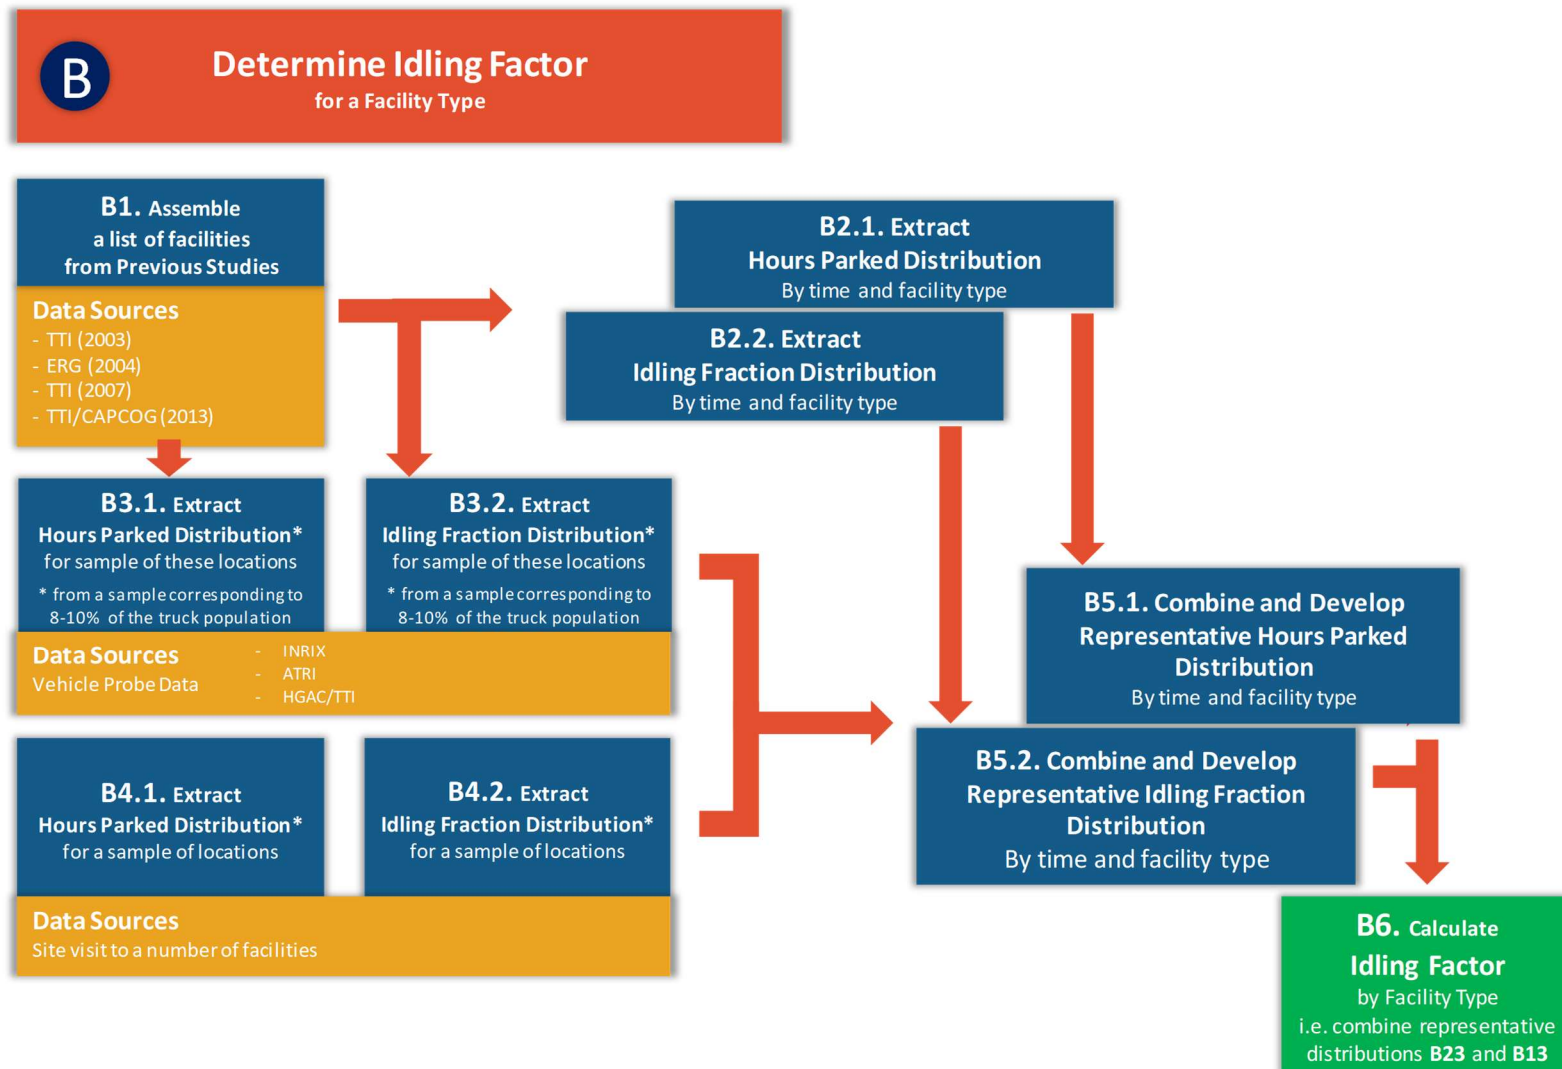 B
Determine Idling Factor
for a Facility Type
B1. Assemble
a list of facilities
from Previous Studies
Data Sources
- TTI (2003)
- ERG (2004)
- TTI (2007)
- TTI/CAPCOG (2013)
B2.1. Extract
Hours Parked Distribution
By time and facility type
B2.2. Extract
Idling Fraction Distribution
By time and facility type
B3.1. Extract
Hours Parked Distribution*
for sample of these locations
* from a sample corresponding to
8-10% of the truck population
B3.2. Extract
Idling Fraction Distribution*
for sample of these locations
* from a sample corresponding to
8-10% of the truck population
Data Sources
Vehicle Probe Data
- INRIX
- ATRI
- HGAC/TTI
B4.1. Extract
Hours Parked Distribution*
for a sample of locations
B4.2. Extract
Idling Fraction Distribution*
for a sample of locations
Data Sources
Site visit to a number of facilities
B5.1. Combine and Develop
Representative Hours Parked
Distribution
By time and facility type
B5.2. Combine and Develop
Representative Idling Fraction
Distribution
By time and facility type
B6. Calculate
Idling Factor
by Facility Type
i.e. combine representative
distributions B23 and B13